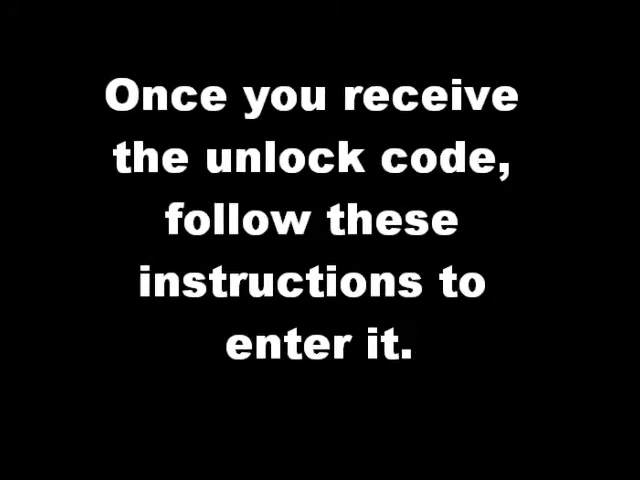 Once you receive
the unlock code,
follow these
instructions to
enter it.